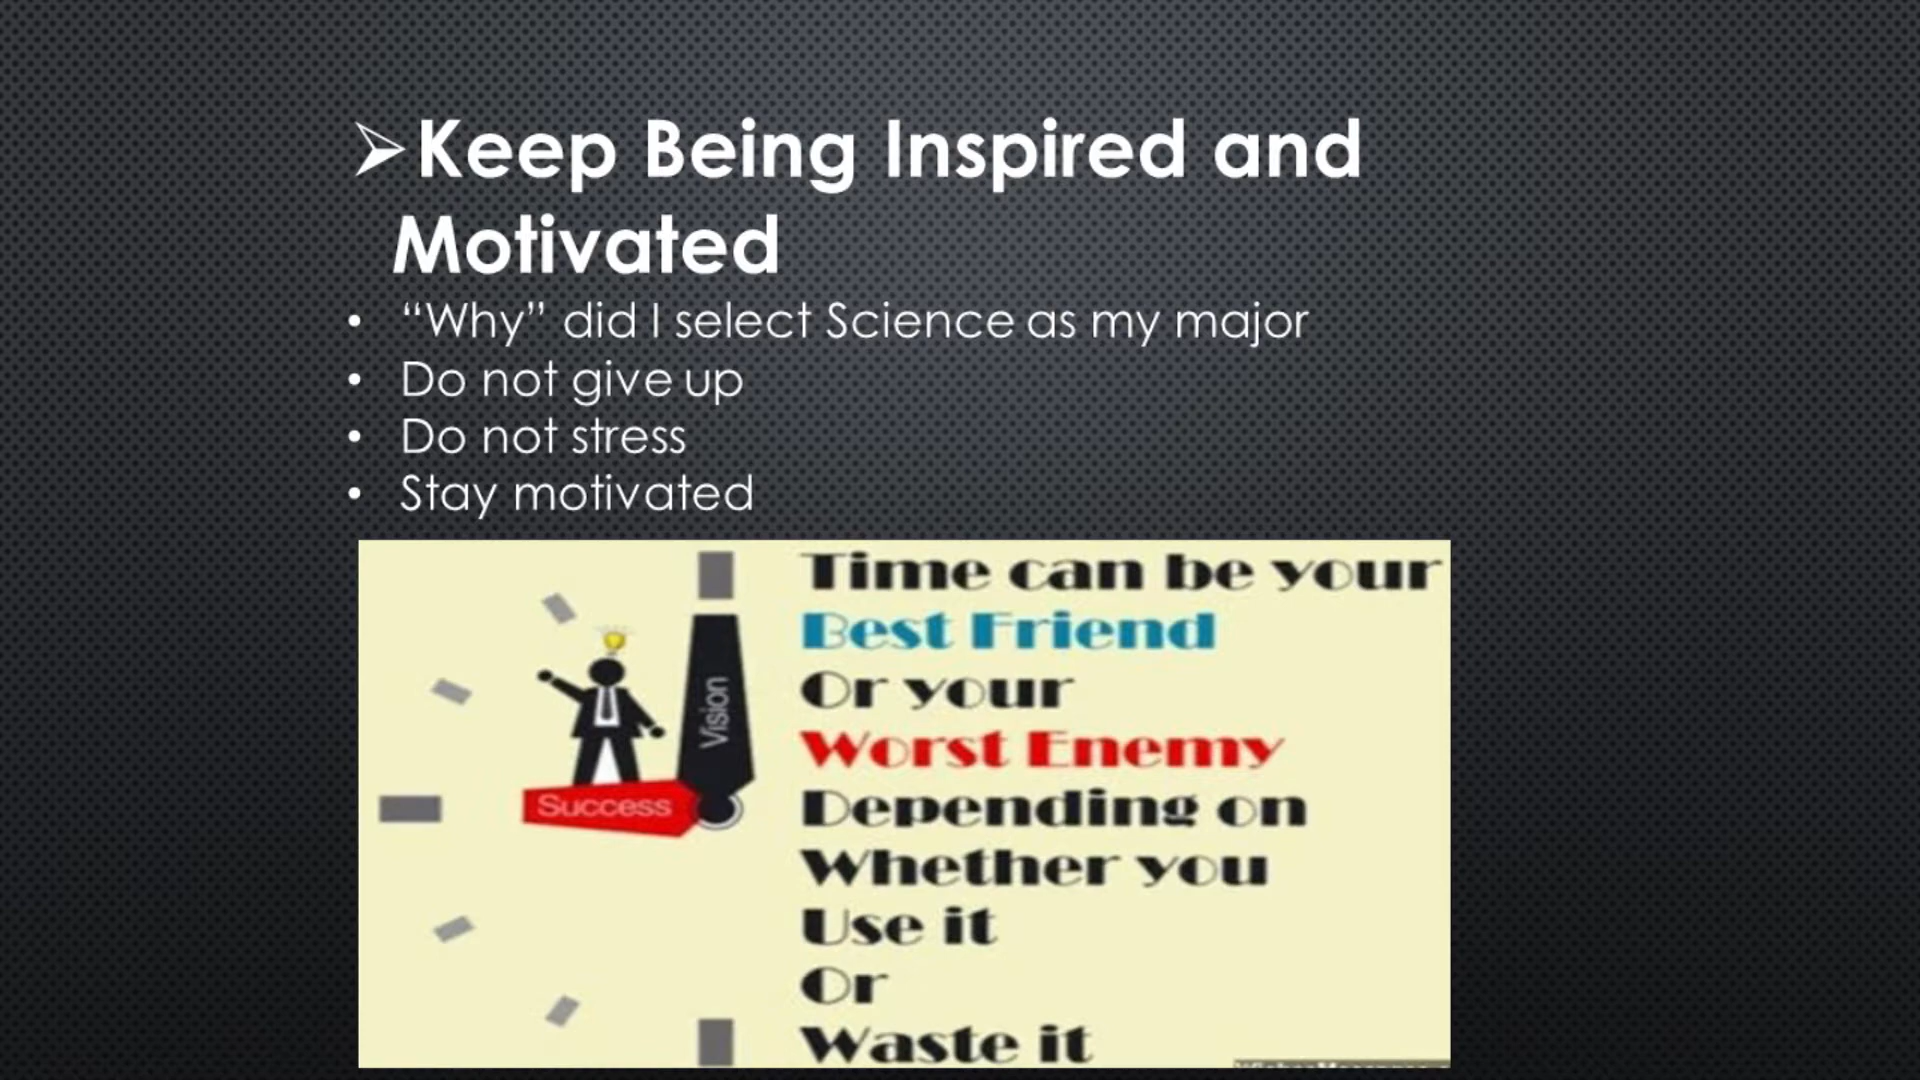 ➢Keep Being Inspired and
Motivated
• “Why” did I select Science as my major
• Do not give up
• Do not stress
• Stay motivated
Time can be your
Best Friend
Or your
Worst Enemy
Depending on
Whether you
Use it
Or
Waste it
Vision
Success